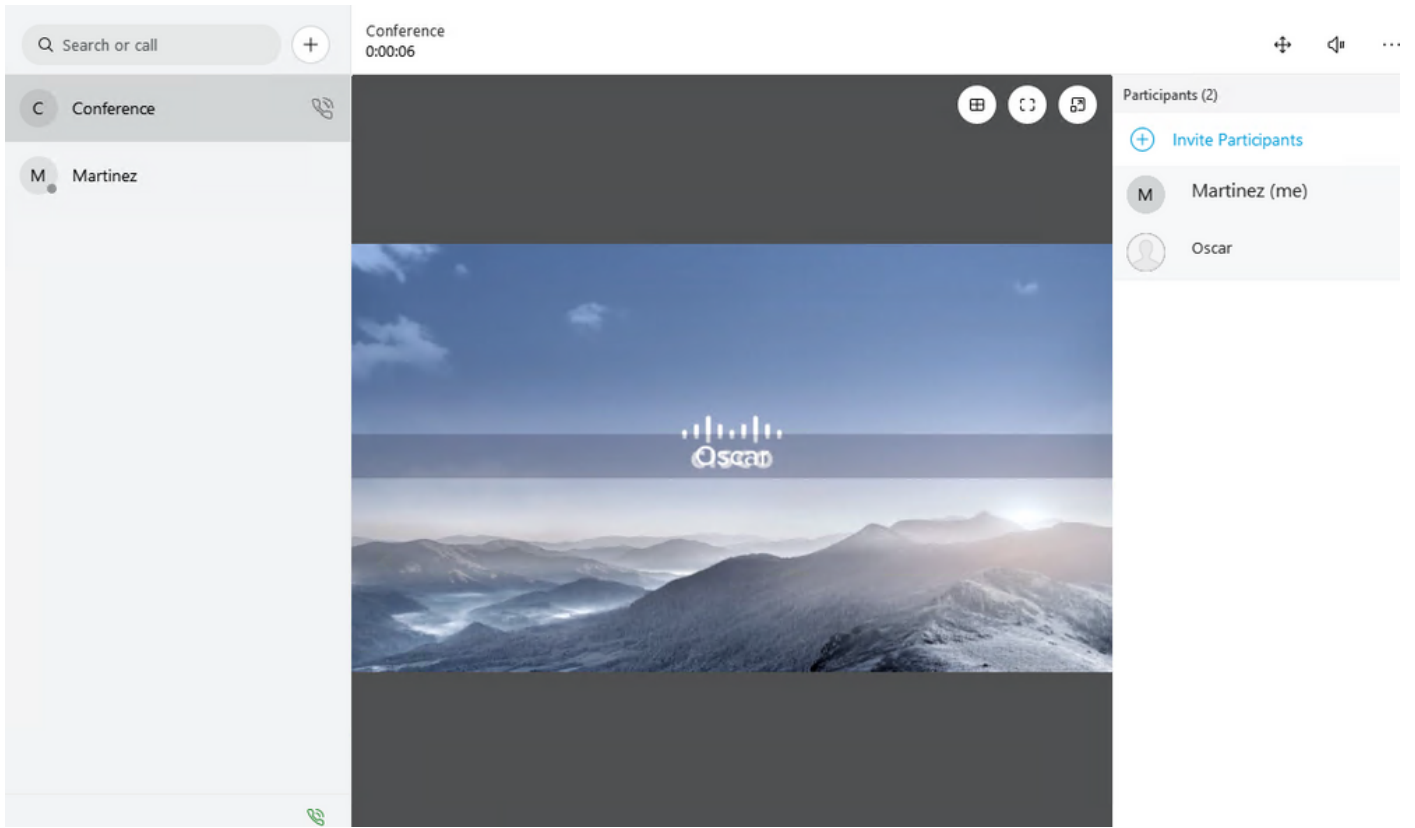 Search or call
Conference
0:00:06
C Conference
M Martinez
Participants (2)
Invite Participants
M Martinez (me)
Oscar
Oscar